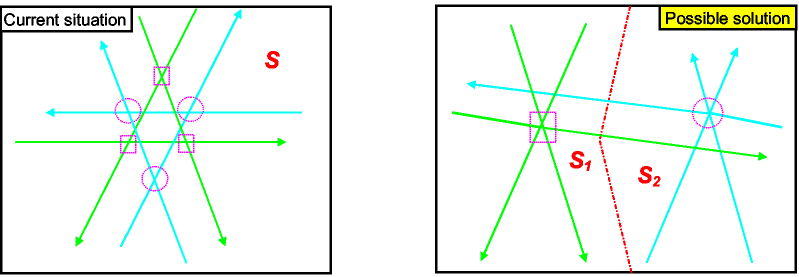 Current situation
S
Possible solution
S1
S2